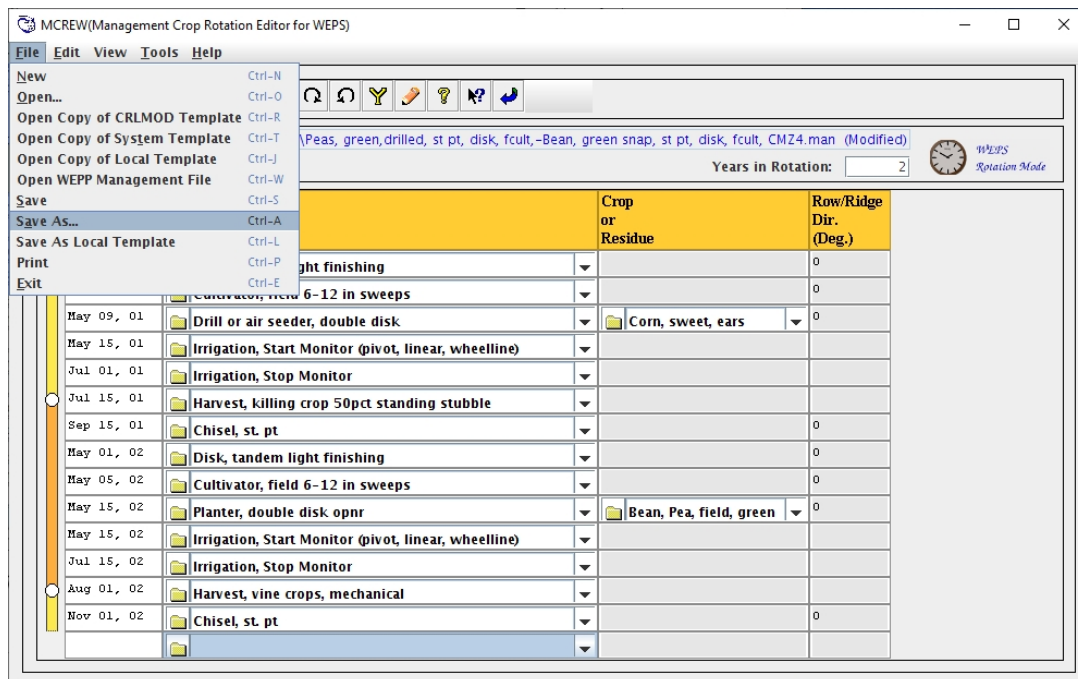 MCREW(Management Crop Rotation Editor for WEPS)
File Edit View Tools Help
New Ctrl-N
Open... Ctrl-O
Open Copy of CRLMOD Template Ctrl-R
Open Copy of System Template Ctrl-T
Open Copy of Local Template Ctrl-J
Open WEPP Management File Ctrl-W
Save Ctrl-S
Save As... Ctrl-A
Save As Local Template Ctrl-L
Print Ctrl-P
Exit Ctrl-E
\Peas, green,drilled, st pt, disk, fcult,-Bean, green snap, st pt, disk, fcult, CMZ4.man (Modified)
Years in Rotation: 2
WEPS
Rotation Mode
Crop
or
Residue
Row/Ridge
Dir.
(Deg.)
ght finishing 0
6-12 in sweeps 0
May 09, 01 Drill or air seeder, double disk Corn, sweet, ears 0
May 15, 01 Irrigation, Start Monitor (pivot, linear, wheelline)
Jul 01, 01 Irrigation, Stop Monitor
Jul 15, 01 Harvest, killing crop 50pct standing stubble
Sep 15, 01 Chisel, st. pt 0
May 01, 02 Disk, tandem light finishing 0
May 05, 02 Cultivator, field 6-12 in sweeps 0
May 15, 02 Planter, double disk opnr Bean, Pea, field, green 0
May 15, 02 Irrigation, Start Monitor (pivot, linear, wheelline)
Jul 15, 02 Irrigation, Stop Monitor
Aug 01, 02 Harvest, vine crops, mechanical
Nov 01, 02 Chisel, st. pt 0